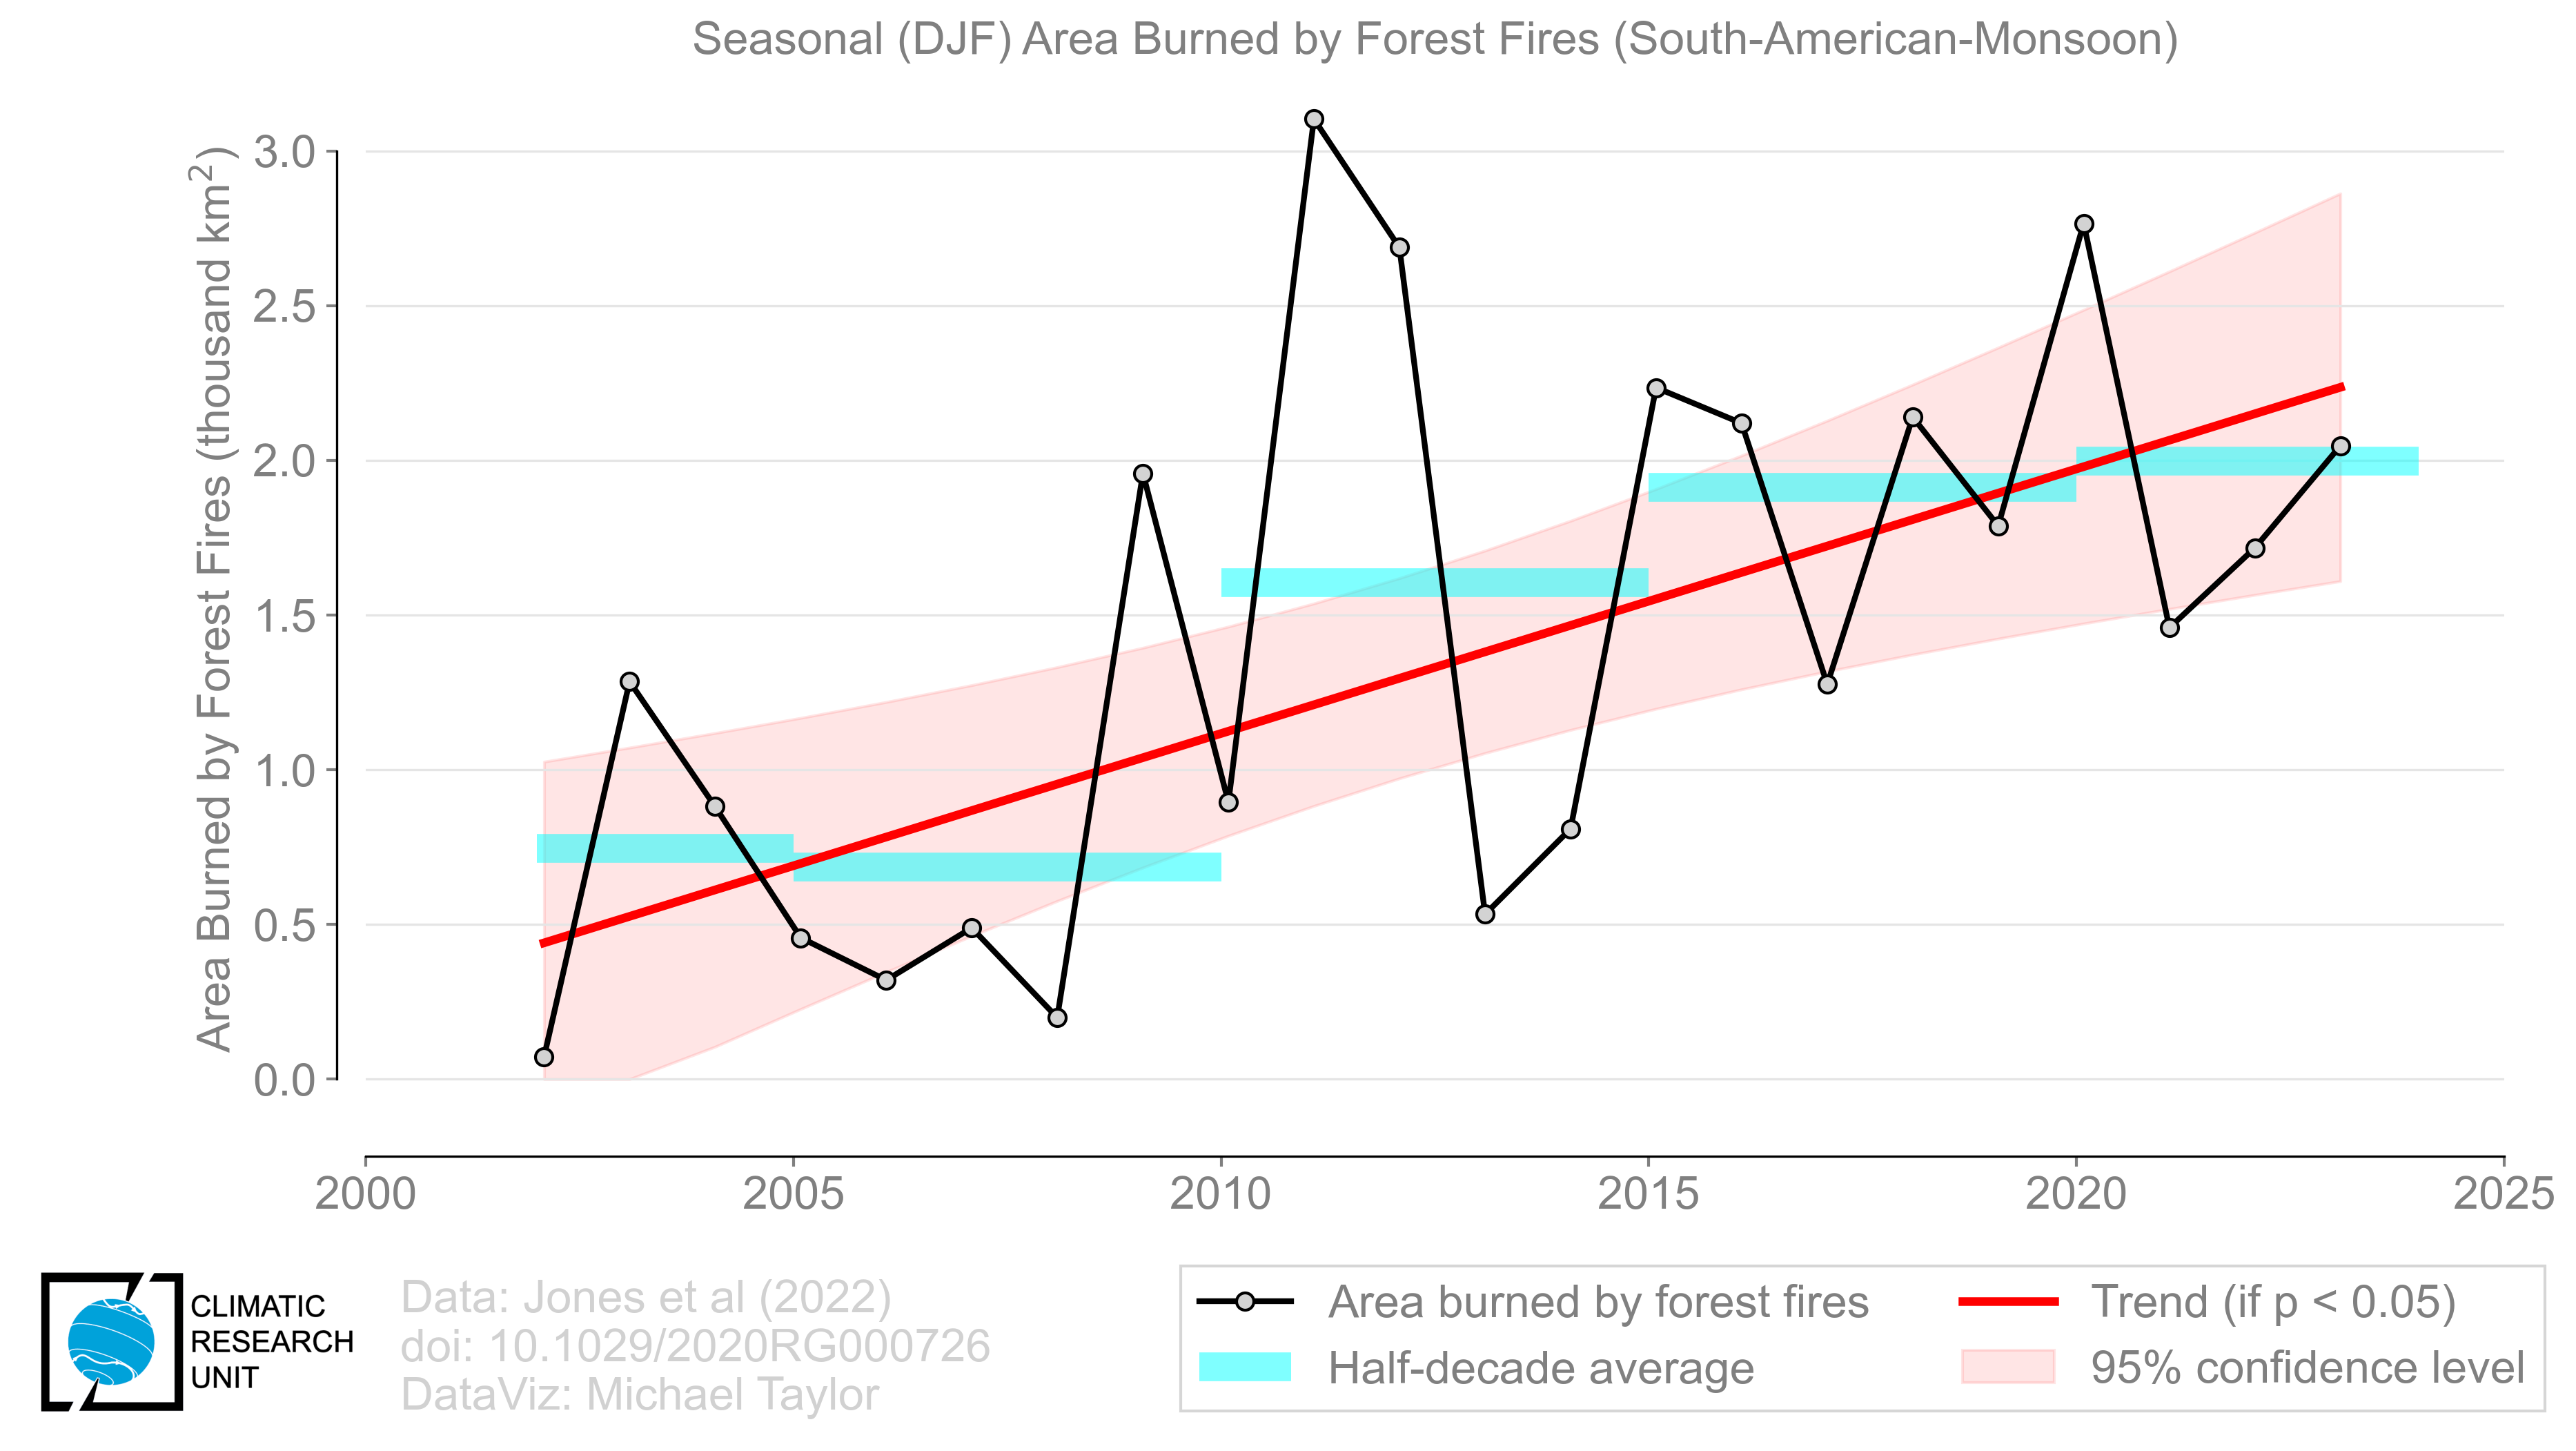 Seasonal (DJF) Area Burned by Forest Fires (South-American-Monsoon)
Area Burned by Forest Fires (thousand km²)
3.0
2.5
2.0
1.5
1.0
0.5
0.0
2000 2005 2010 2015 2020 2025
CLIMATIC
RESEARCH
UNIT
Data: Jones et al (2022)
doi: 10.1029/2020RG000726
DataViz: Michael Taylor
Area burned by forest fires
Half-decade average
Trend (if p < 0.05)
95% confidence level